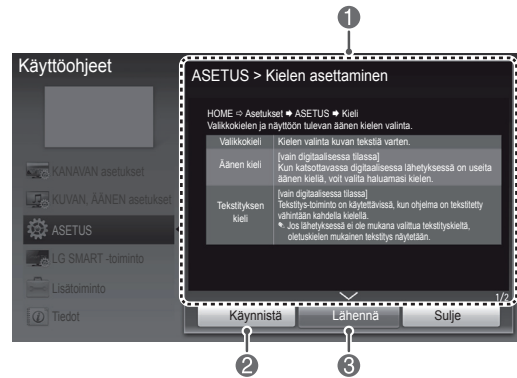 ❶
Käyttöohjeet
ASETUS > Kielen asettaminen
HOME ⇨ Asetukset ➡ ASETUS ➡ Kieli
Valikkokielen ja näyttöön tulevan äänen kielen valinta.
Valikkokieli Kielen valinta kuvan tekstiä varten.
Äänen kieli
[vain digitaalisessa tilassa]
Kun katsottavassa digitaalisessa lähetyksessä on useita
äänen kieliä, voit valita haluamasi kielen.
Tekstityksen
kieli
[vain digitaalisessa tilassa]
Tekstitys-toiminto on käytettävissä, kun ohjelma on tekstitetty
vähintään kahdella kielellä.
Jos lähetyksessä ei ole mukana valittua tekstityskieltä,
oletuskielen mukainen tekstitys näytetään.
KANAVAN asetukset
KUVAN, ÄÄNEN asetukset
ASETUS
LG SMART -toiminto
Lisätoiminto
Tiedot
1/2
Käynnistä Lähennä Sulje
❷ ❸